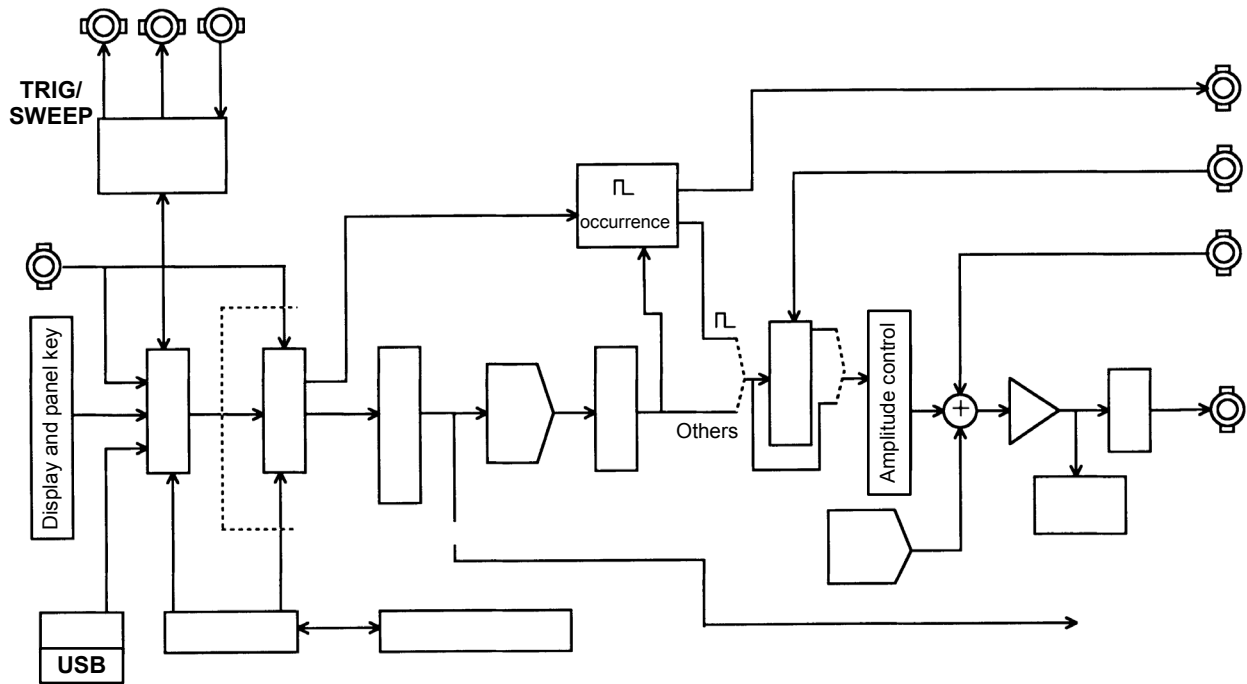 TRIG/
SWEEP
occurrence
Display and panel key
Others
Amplitude control
+
USB